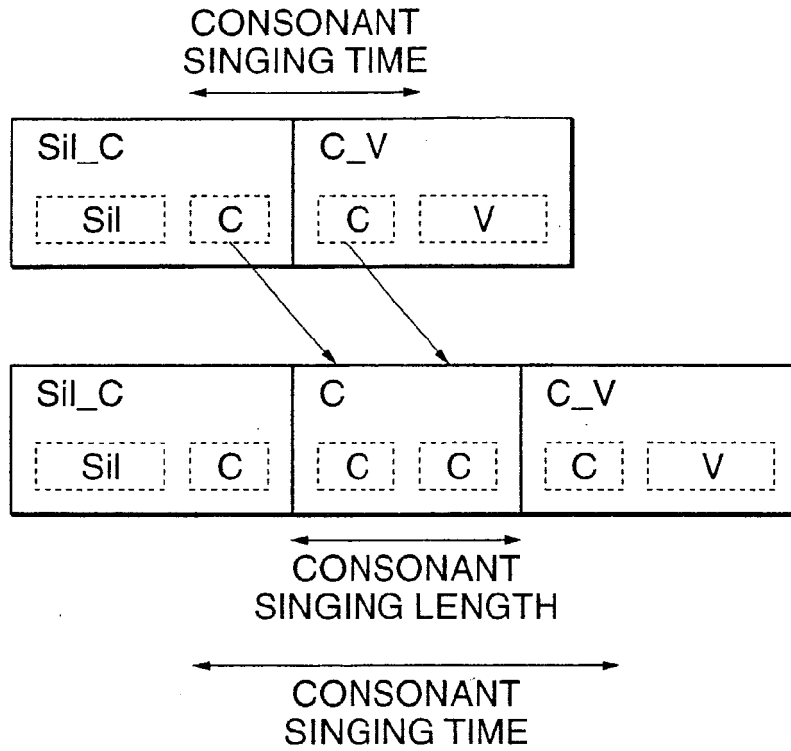 CONSONANT
SINGING TIME
Sil_C C_V
Sil C C V
Sil_C C C_V
Sil C C C C V
CONSONANT
SINGING LENGTH
CONSONANT
SINGING TIME